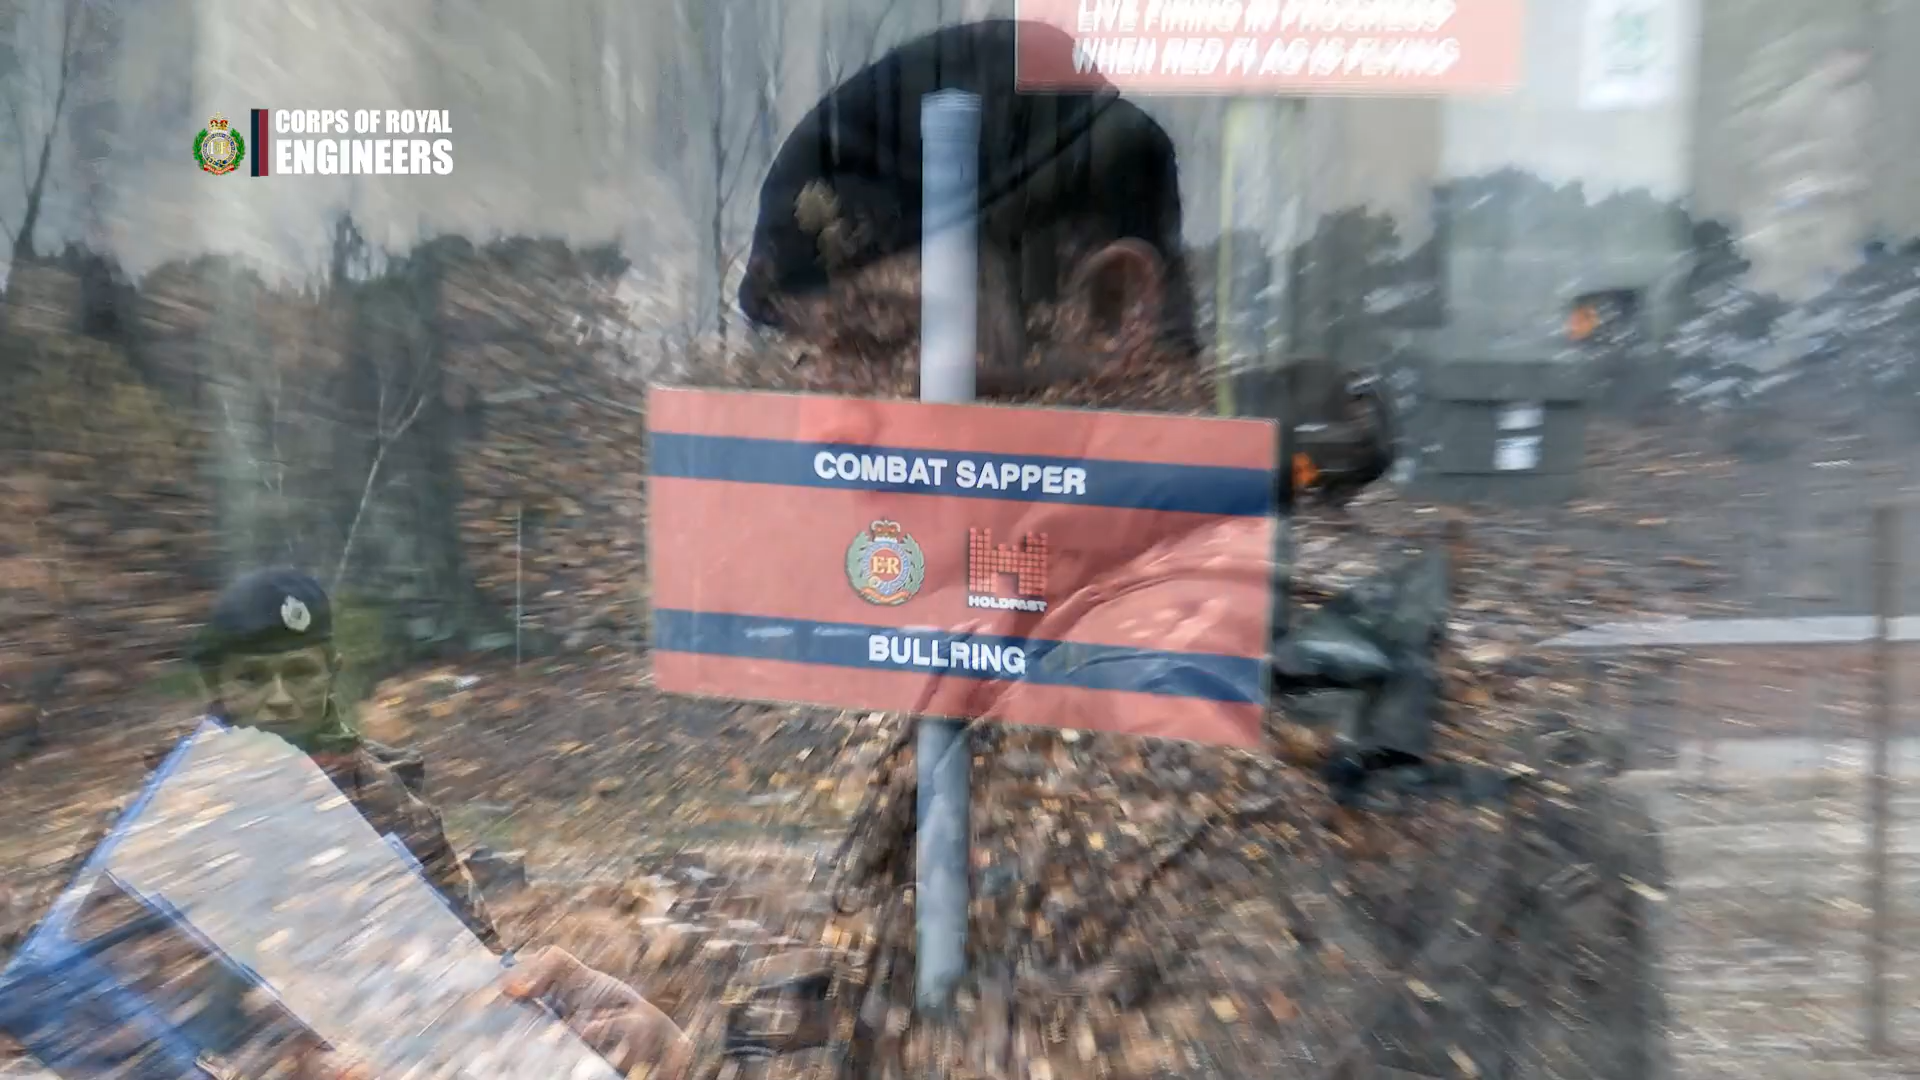 LIVE FIRING IN PROGRESS
WHEN RED FLAG IS FLYING
CORPS OF ROYAL
ENGINEERS
COMBAT SAPPER
ER
HOLDFAST
BULLRING